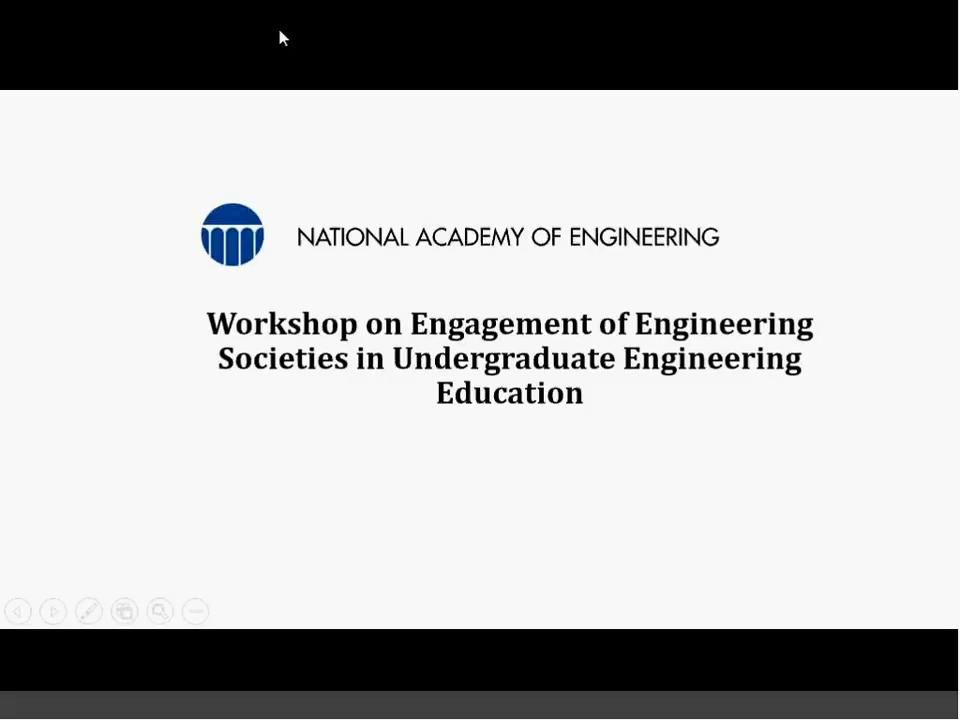 NATIONAL ACADEMY OF ENGINEERING
Workshop on Engagement of Engineering
Societies in Undergraduate Engineering
Education